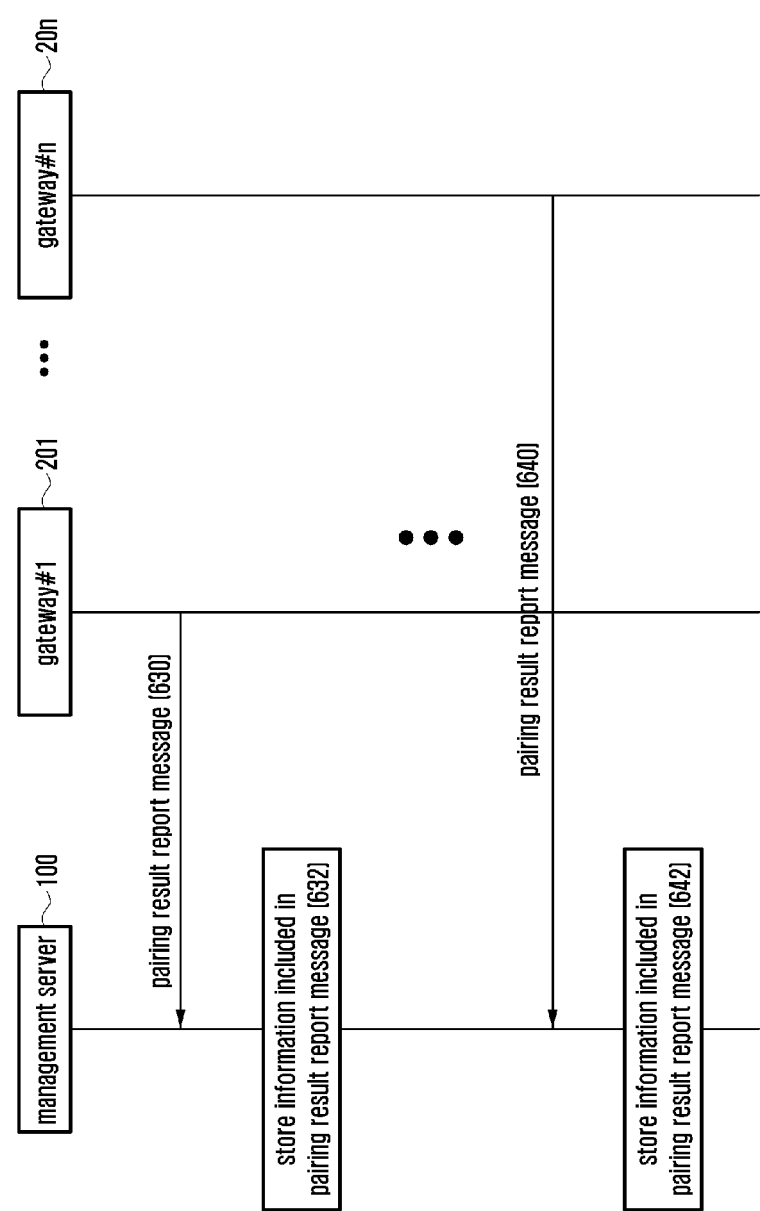 management server
100
gateway#1
201
...
gateway#n
20n
pairing result report message (630)
store information included in
pairing result report message (632)
...
pairing result report message (640)
store information included in
pairing result report message (642)